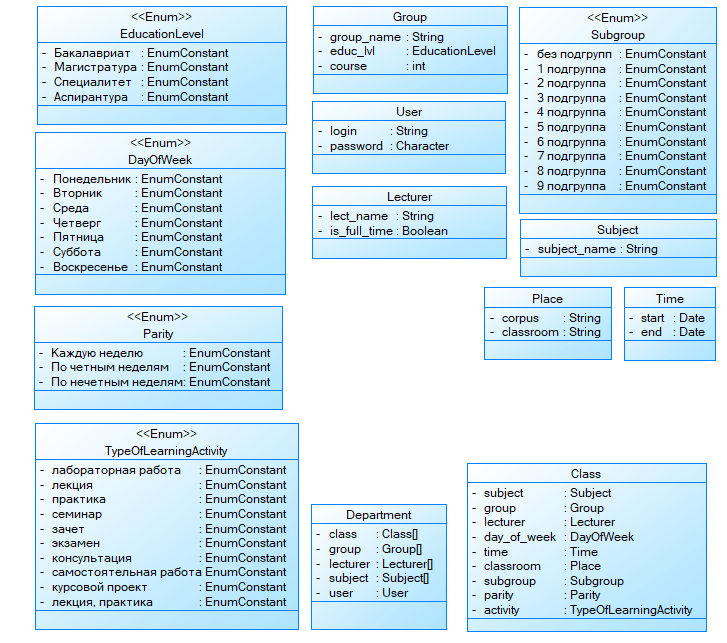 <<Enum>>
EducationLevel
- Бакалавриат : EnumConstant
- Магистратура : EnumConstant
- Специалитет : EnumConstant
- Аспирантура : EnumConstant
<<Enum>>
DayOfWeek
- Понедельник : EnumConstant
- Вторник : EnumConstant
- Среда : EnumConstant
- Четверг : EnumConstant
- Пятница : EnumConstant
- Суббота : EnumConstant
- Воскресенье : EnumConstant
<<Enum>>
Parity
- Каждую неделю : EnumConstant
- По четным неделям : EnumConstant
- По нечетным неделям: EnumConstant
<<Enum>>
TypeOfLearningActivity
- лабораторная работа : EnumConstant
- лекция : EnumConstant
- практика : EnumConstant
- семинар : EnumConstant
- зачет : EnumConstant
- экзамен : EnumConstant
- консультация : EnumConstant
- самостоятельная работа : EnumConstant
- курсовой проект : EnumConstant
- лекция, практика : EnumConstant
Group
- group_name : String
- educ_lvl : EducationLevel
- course : int
User
- login : String
- password : Character
Lecturer
- lect_name : String
- is_full_time : Boolean
<<Enum>>
Subgroup
- без подгрупп : EnumConstant
- 1 подгруппа : EnumConstant
- 2 подгруппа : EnumConstant
- 3 подгруппа : EnumConstant
- 4 подгруппа : EnumConstant
- 5 подгруппа : EnumConstant
- 6 подгруппа : EnumConstant
- 7 подгруппа : EnumConstant
- 8 подгруппа : EnumConstant
- 9 подгруппа : EnumConstant
Subject
- subject_name : String
Place
- corpus : String
- classroom : String
Time
- start : Date
- end : Date
Department
- class : Class[]
- group : Group[]
- lecturer : Lecturer[]
- subject : Subject[]
- user : User
Class
- subject : Subject
- group : Group
- lecturer : Lecturer
- day_of_week : DayOfWeek
- time : Time
- classroom : Place
- subgroup : Subgroup
- parity : Parity
- activity : TypeOfLearningActivity